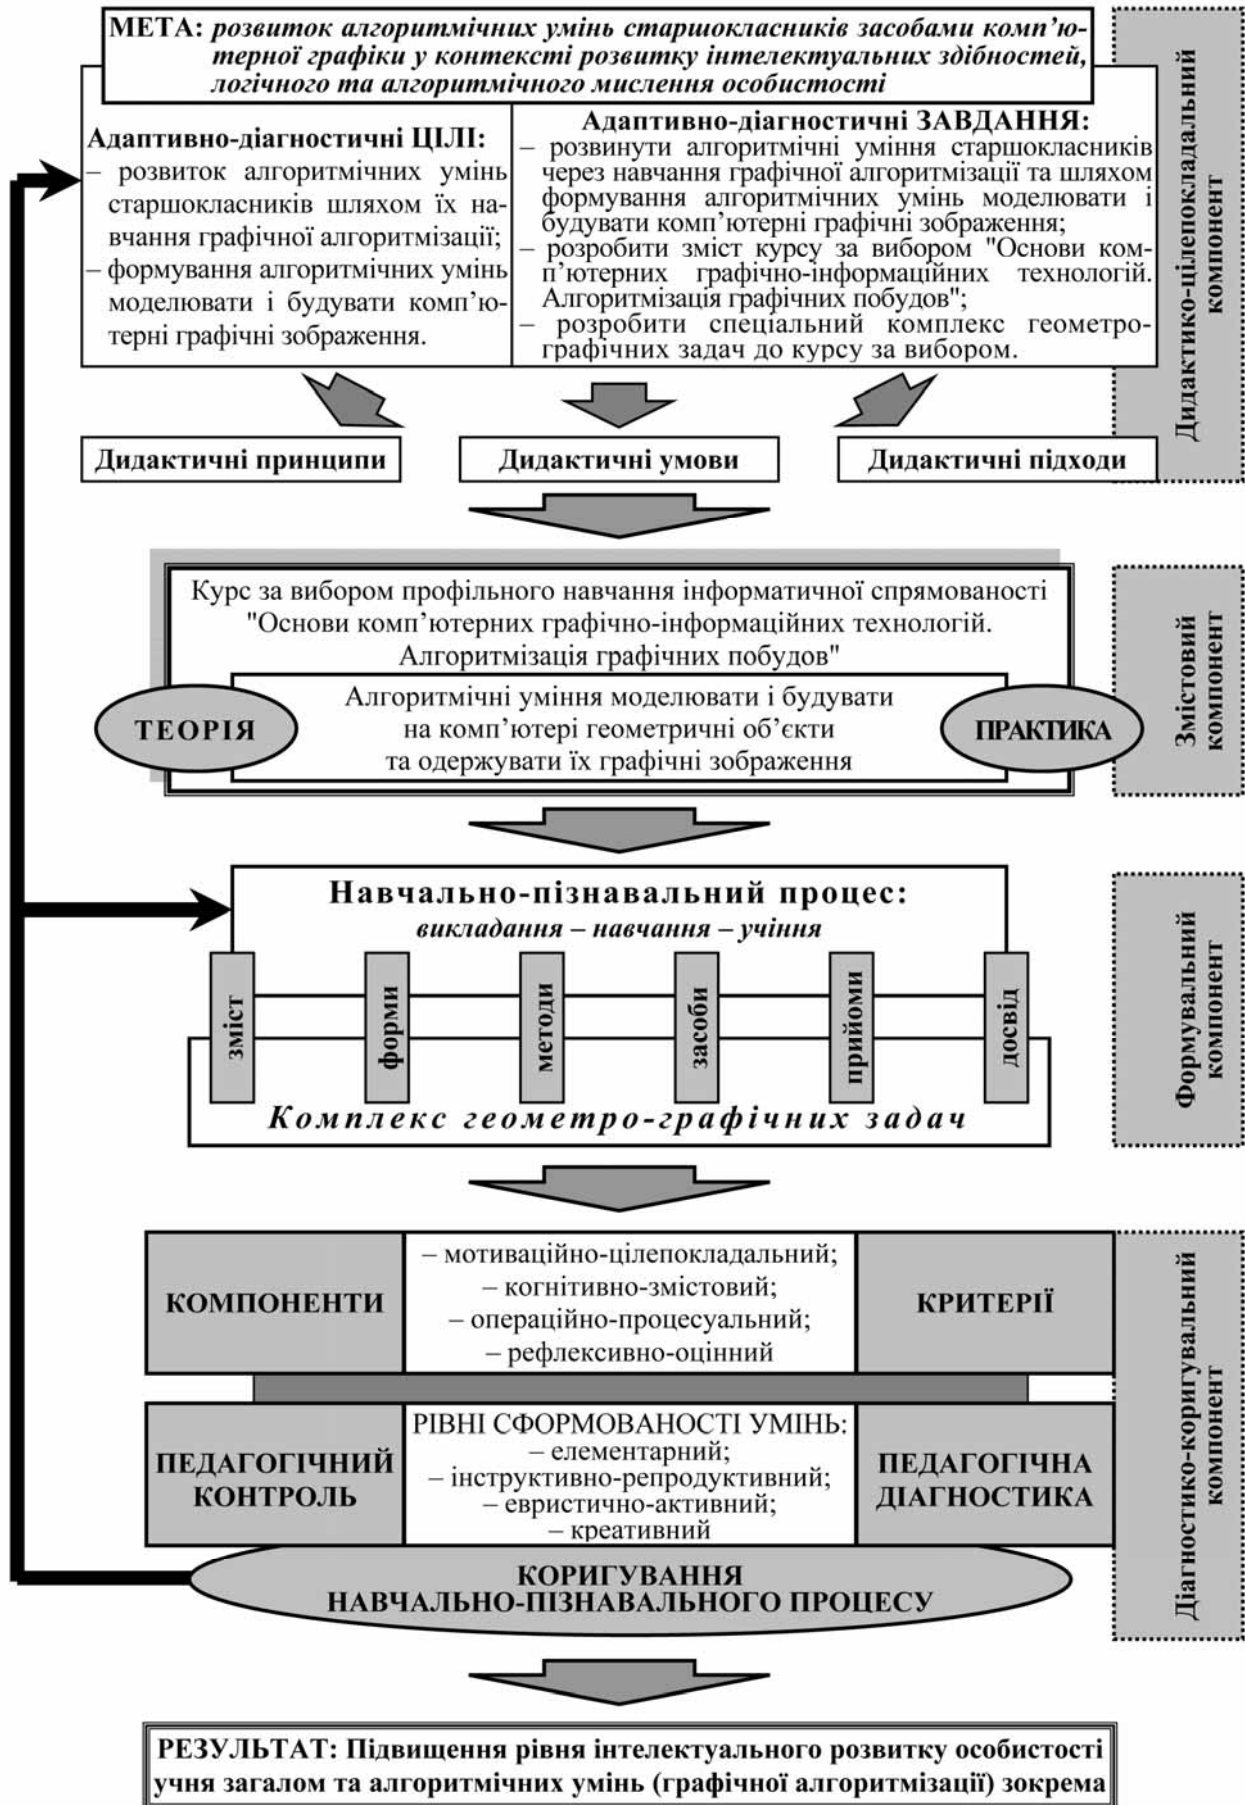 МЕТА: розвиток алгоритмічних умінь старшокласників засобами комп’ю-
терної графіки у контексті розвитку інтелектуальних здібностей,
логічного та алгоритмічного мислення особистості
Адаптивно-діагностичні ЦІЛІ:
– розвиток алгоритмічних умінь
старшокласників шляхом їх на-
вчання графічної алгоритмізації;
– формування алгоритмічних умінь
моделювати і будувати комп’ю-
терні графічні зображення.
Адаптивно-діагностичні ЗАВДАННЯ:
– розвинути алгоритмічні уміння старшокласників
через навчання графічної алгоритмізації та шляхом
формування алгоритмічних умінь моделювати і
будувати комп’ютерні графічні зображення;
– розробити зміст курсу за вибором "Основи ком-
п’ютерних графічно-інформаційних технологій.
Алгоритмізація графічних побудов";
– розробити спеціальний комплекс геометро-
графічних задач до курсу за вибором.
Дидактико-цілепокладальний
компонент
Дидактичні принципи
Дидактичні умови
Дидактичні підходи
Курс за вибором профільного навчання інформатичної спрямованості
"Основи комп’ютерних графічно-інформаційних технологій.
Алгоритмізація графічних побудов"
ТЕОРІЯ
Алгоритмічні уміння моделювати і будувати
на комп’ютері геометричні об’єкти
та одержувати їх графічні зображення
ПРАКТИКА
Змістовий
компонент
Навчально-пізнавальний процес:
викладання – навчання – учіння
зміст
форми
методи
засоби
прийоми
досвід
Комплекс геометро-графічних задач
Формувальний
компонент
КОМПОНЕНТИ
– мотиваційно-цілепокладальний;
– когнітивно-змістовий;
– операційно-процесуальний;
– рефлексивно-оцінний
КРИТЕРІЇ
ПЕДАГОГІЧНИЙ
КОНТРОЛЬ
РІВНІ СФОРМОВАНОСТІ УМІНЬ:
– елементарний;
– інструктивно-репродуктивний;
– евристично-активний;
– креативний
ПЕДАГОГІЧНА
ДІАГНОСТИКА
КОРИГУВАННЯ
НАВЧАЛЬНО-ПІЗНАВАЛЬНОГО ПРОЦЕСУ
Діагностико-коригувальний
компонент
РЕЗУЛЬТАТ: Підвищення рівня інтелектуального розвитку особистості
учня загалом та алгоритмічних умінь (графічної алгоритмізації) зокрема